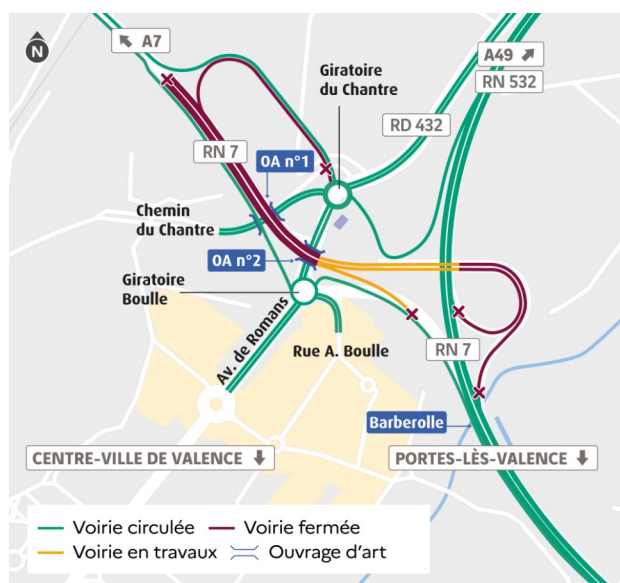 A7
A49
RN 532
Giratoire
du Chantre
RD 432
RN 7
OA n°1
Chemin
du Chantre
OA n°2
Giratoire
Boulle
Av. de Romans
Rue A. Boulle
RN 7
Barberolle
CENTRE-VILLE DE VALENCE
PORTES-LÈS-VALENCE
N
Voirie circulée
Voirie fermée
Voirie en travaux
Ouvrage d'art